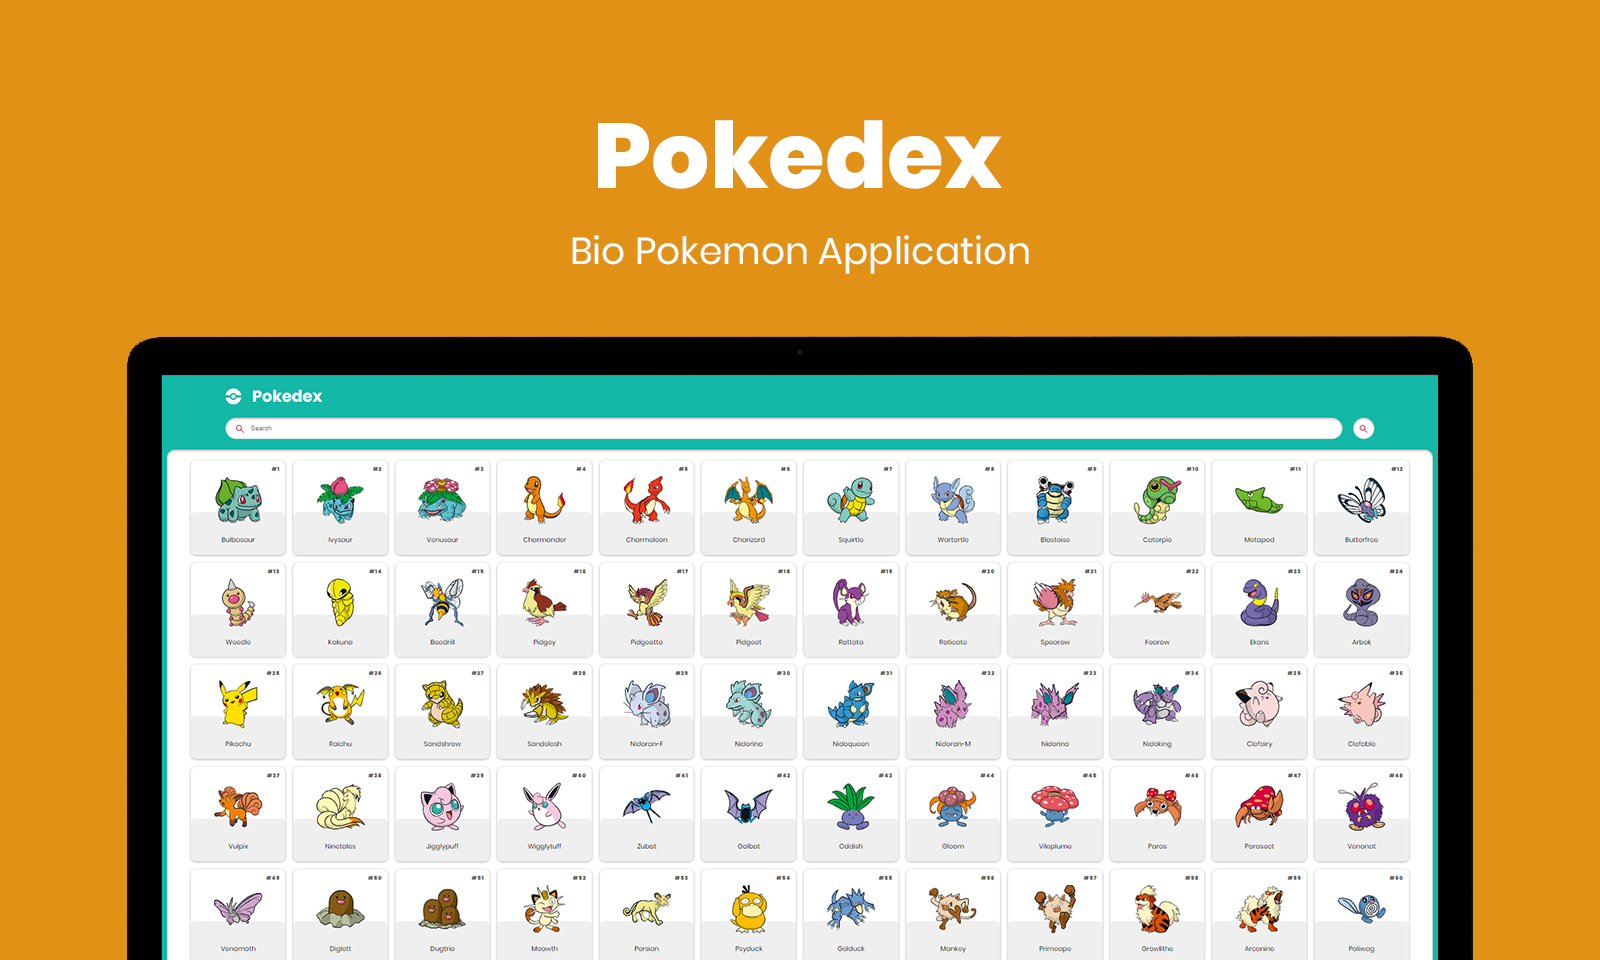 Pokedex
Bio Pokemon Application
Pokedex
Search
#1 #2 #3 #4 #5 #6 #7 #8 #9 #10 #11 #12
Bulbasaur Ivysaur Venusaur Charmander Charmeleon Charizard Squirtle Wartortle Blastoise Caterpie Metapod Butterfree
#13 #14 #15 #16 #17 #18 #19 #20 #21 #22 #23 #24
Weedle Kakuna Beedrill Pidgey Pidgeotto Pidgeot Rattata Raticate Spearow Fearow Ekans Arbok
#25 #26 #27 #28 #29 #30 #31 #32 #33 #34 #35 #36
Pikachu Raichu Sandshrew Sandslash Nidoran-F Nidorina Nidoqueen Nidoran-M Nidorino Nidoking Clefairy Clefable
#37 #38 #39 #40 #41 #42 #43 #44 #45 #46 #47 #48
Vulpix Ninetales Jigglypuff Wigglytuff Zubat Golbat Oddish Gloom Vileplume Paras Parasect Venonat
#49 #50 #51 #52 #53 #54 #55 #56 #57 #58 #59 #60
Venomoth Diglett Dugtrio Meowth Persian Psyduck Golduck Mankey Primeape Growlithe Arcanine Poliwag